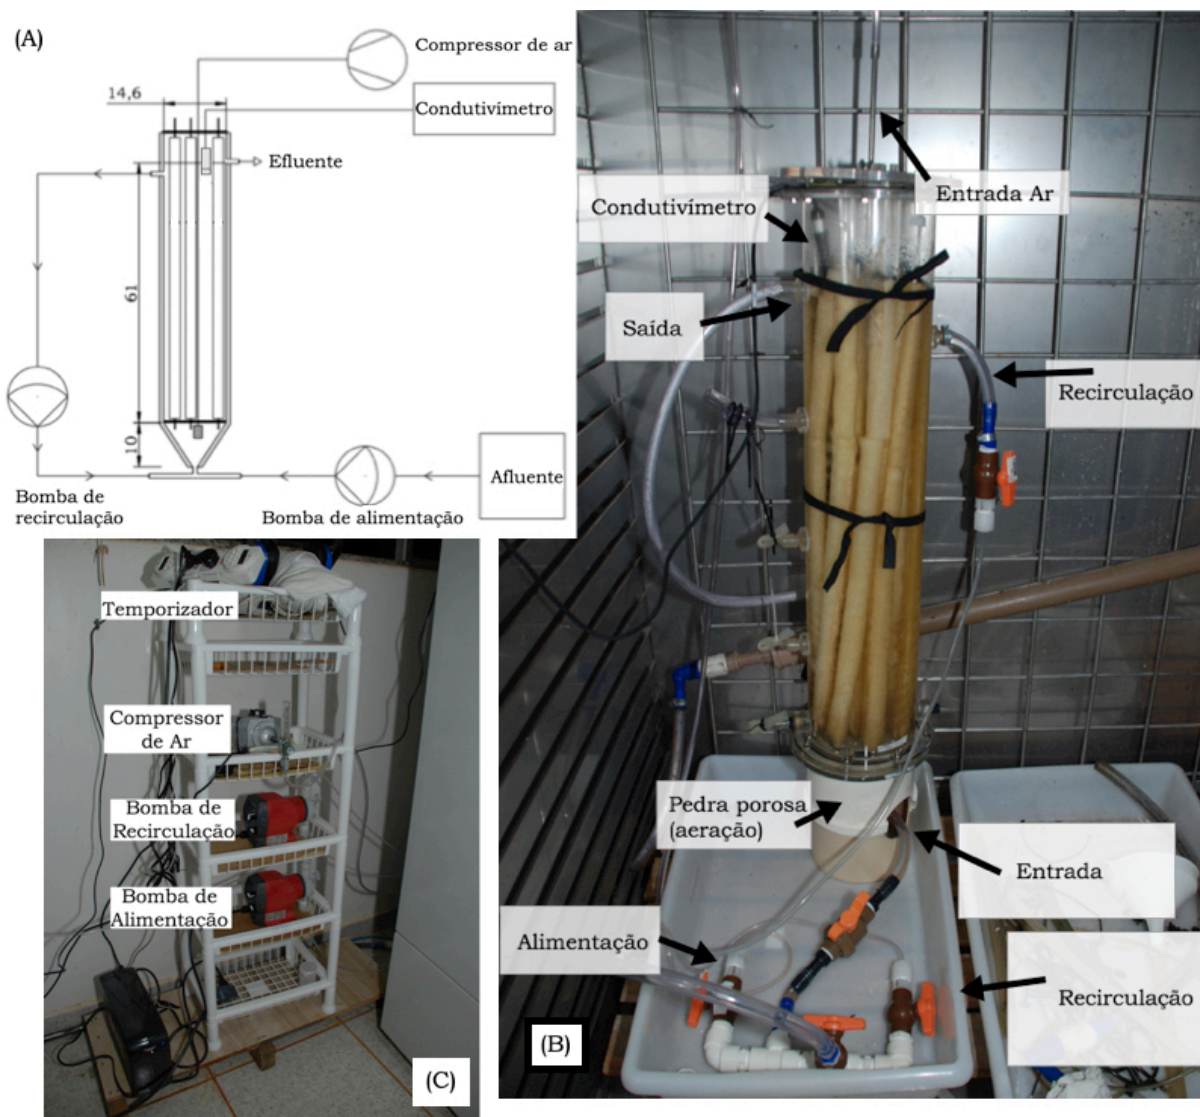 (A)
Compressor de ar
14,6
Condutivímetro
Efluente
61
10
Afluente
Bomba de
recirculação
Bomba de alimentação
Entrada Ar
Condutivímetro
Saída
Recirculação
Pedra porosa
(aeração)
Entrada
Alimentação
Recirculação
(B)
Temporizador
Compressor
de Ar
Bomba de
Recirculação
Bomba de
Alimentação
(C)